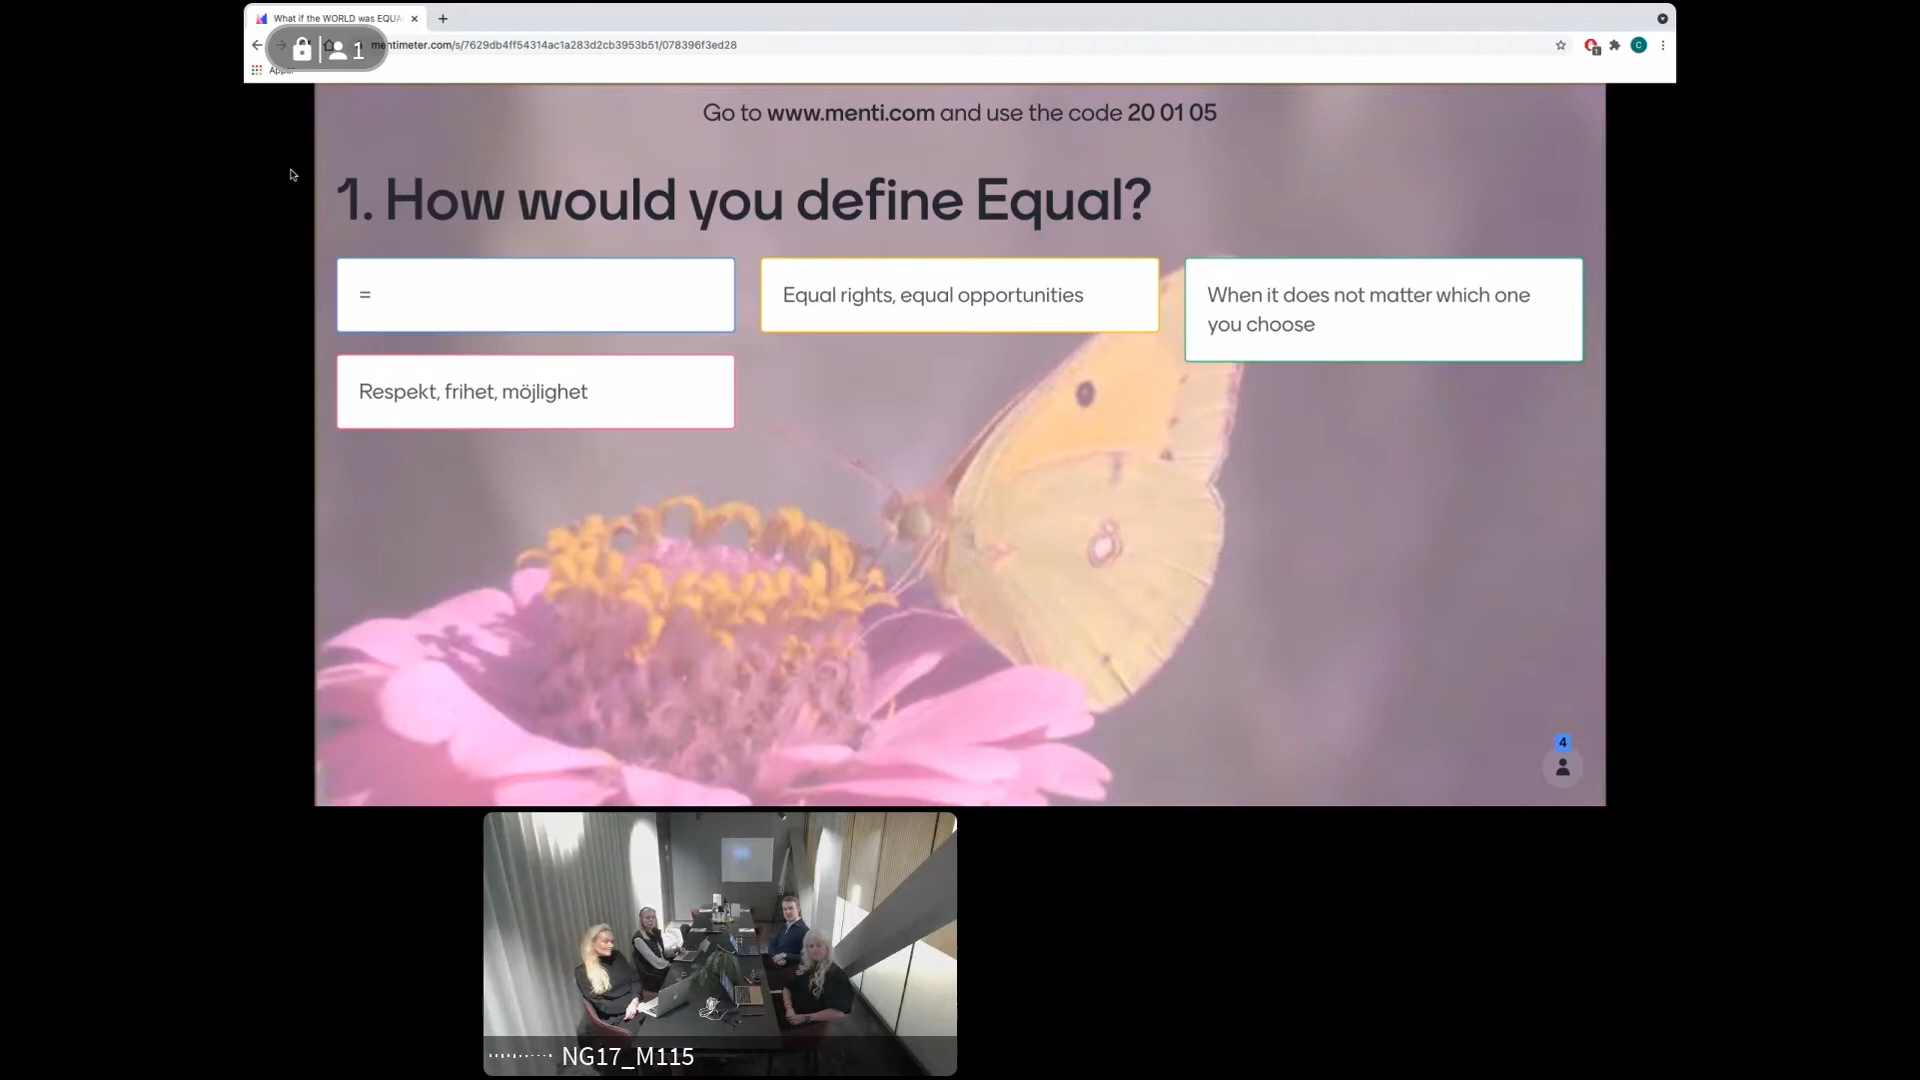 What if the WORLD was EQUA
1
mentimeter.com/s/7629db4ff54314ac1a283d2cb3953b51/078396f3ed28
C
Go to www.menti.com and use the code 20 01 05
1. How would you define Equal?
=
Equal rights, equal opportunities
When it does not matter which one
you choose
Respekt, frihet, möjlighet
4
NG17_M115